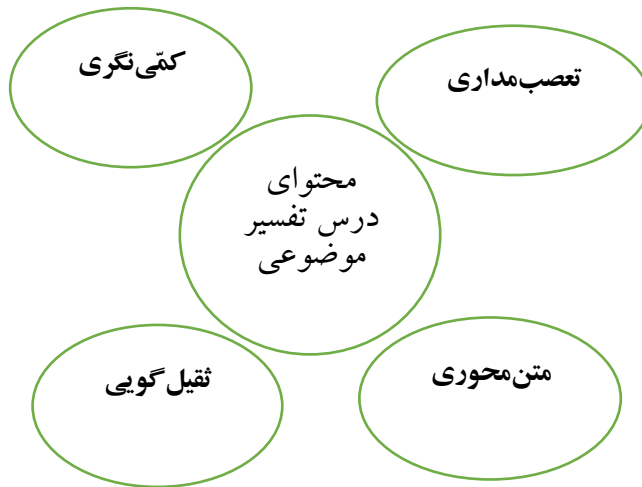 تعصب‌مداری
کمّی‌نگری
محتوای
درس تفسیر
موضوعی
متن‌محوری
ثقیل‌گویی